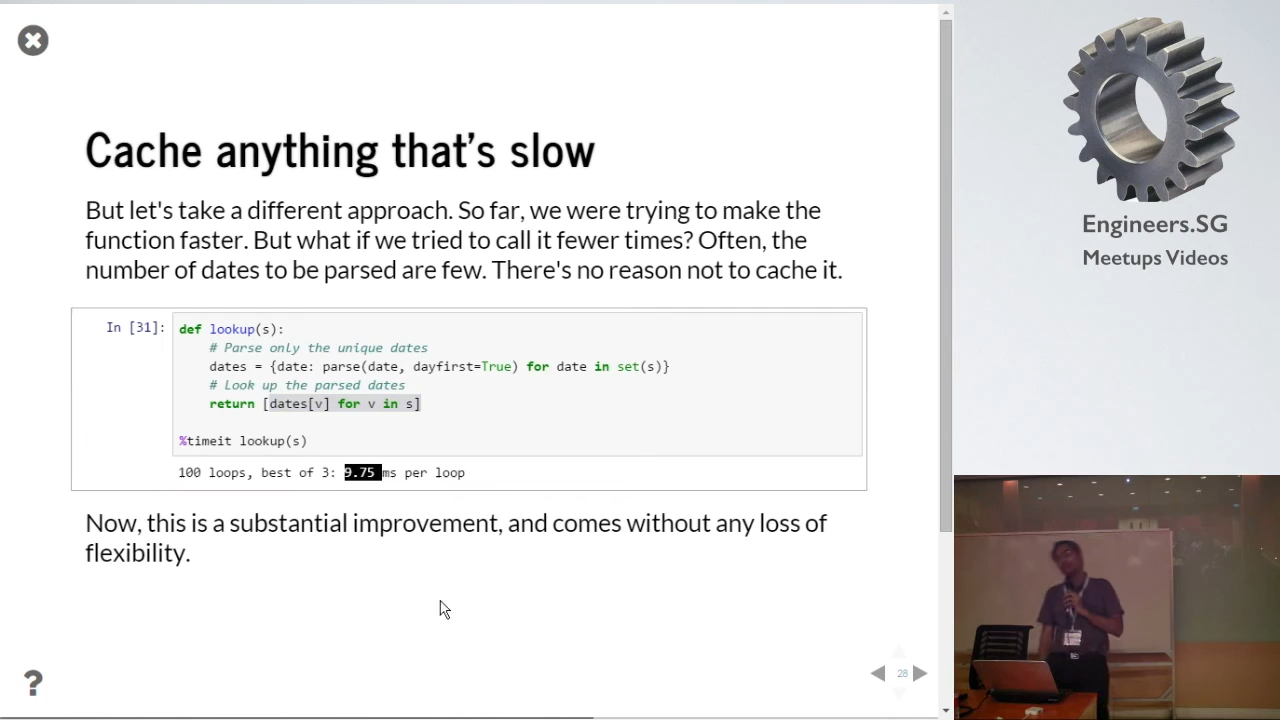 Cache anything that's slow
But let's take a different approach. So far, we were trying to make the
function faster. But what if we tried to call it fewer times? Often, the
number of dates to be parsed are few. There's no reason not to cache it.
In [31]:
def lookup(s):
# Parse only the unique dates
dates = {date: parse(date, dayfirst=True) for date in set(s)}
# Look up the parsed dates
return [dates[v] for v in s]
%timeit lookup(s)
100 loops, best of 3: 9.75 ms per loop
Now, this is a substantial improvement, and comes without any loss of
flexibility.
?
28
Engineers.SG
Meetups Videos